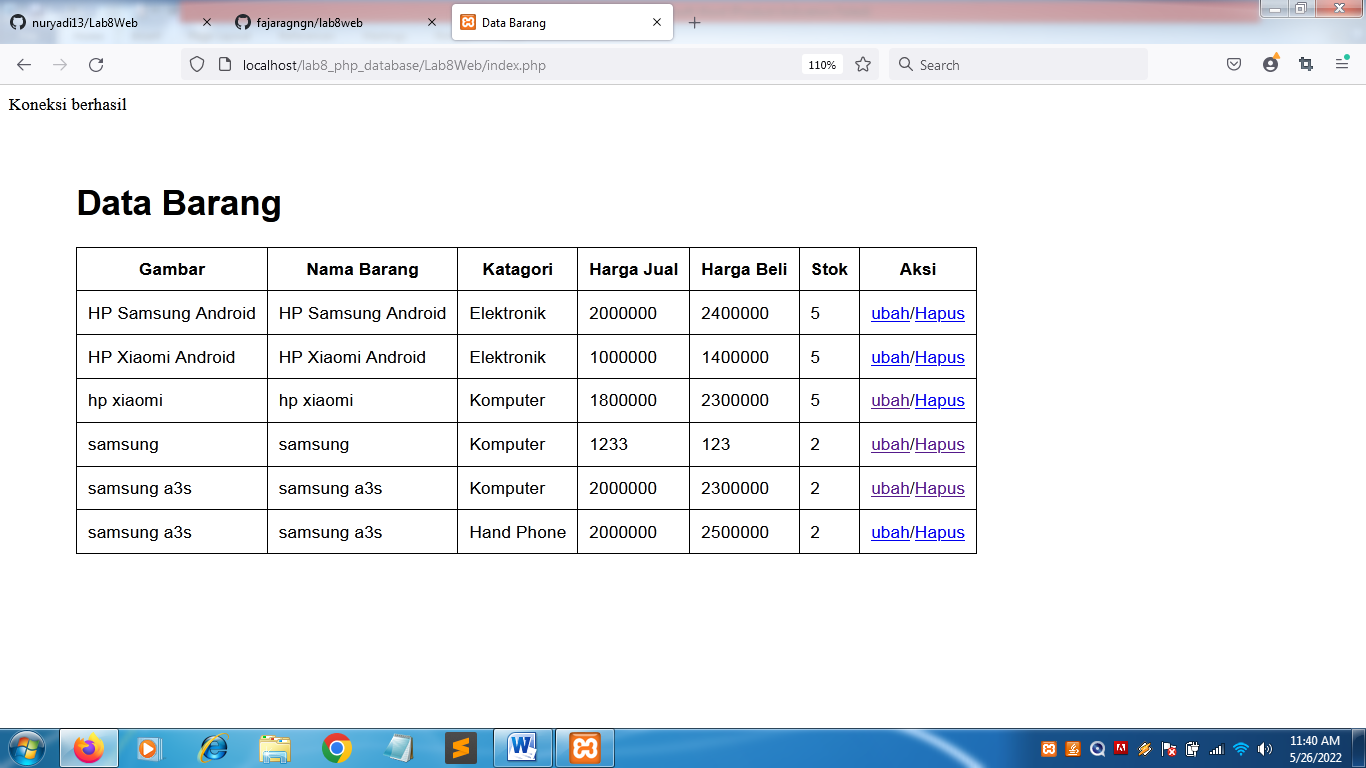 nuryadi13/Lab8Web
fajaragngn/lab8web
Data Barang
localhost/lab8_php_database/Lab8Web/index.php
110%
Search
Koneksi berhasil
Data Barang
Gambar Nama Barang Katagori Harga Jual Harga Beli Stok Aksi
HP Samsung Android HP Samsung Android Elektronik 2000000 2400000 5 ubah/Hapus
HP Xiaomi Android HP Xiaomi Android Elektronik 1000000 1400000 5 ubah/Hapus
hp xiaomi hp xiaomi Komputer 1800000 2300000 5 ubah/Hapus
samsung samsung Komputer 1233 123 2 ubah/Hapus
samsung a3s samsung a3s Komputer 2000000 2300000 2 ubah/Hapus
samsung a3s samsung a3s Hand Phone 2000000 2500000 2 ubah/Hapus
11:40 AM
5/26/2022